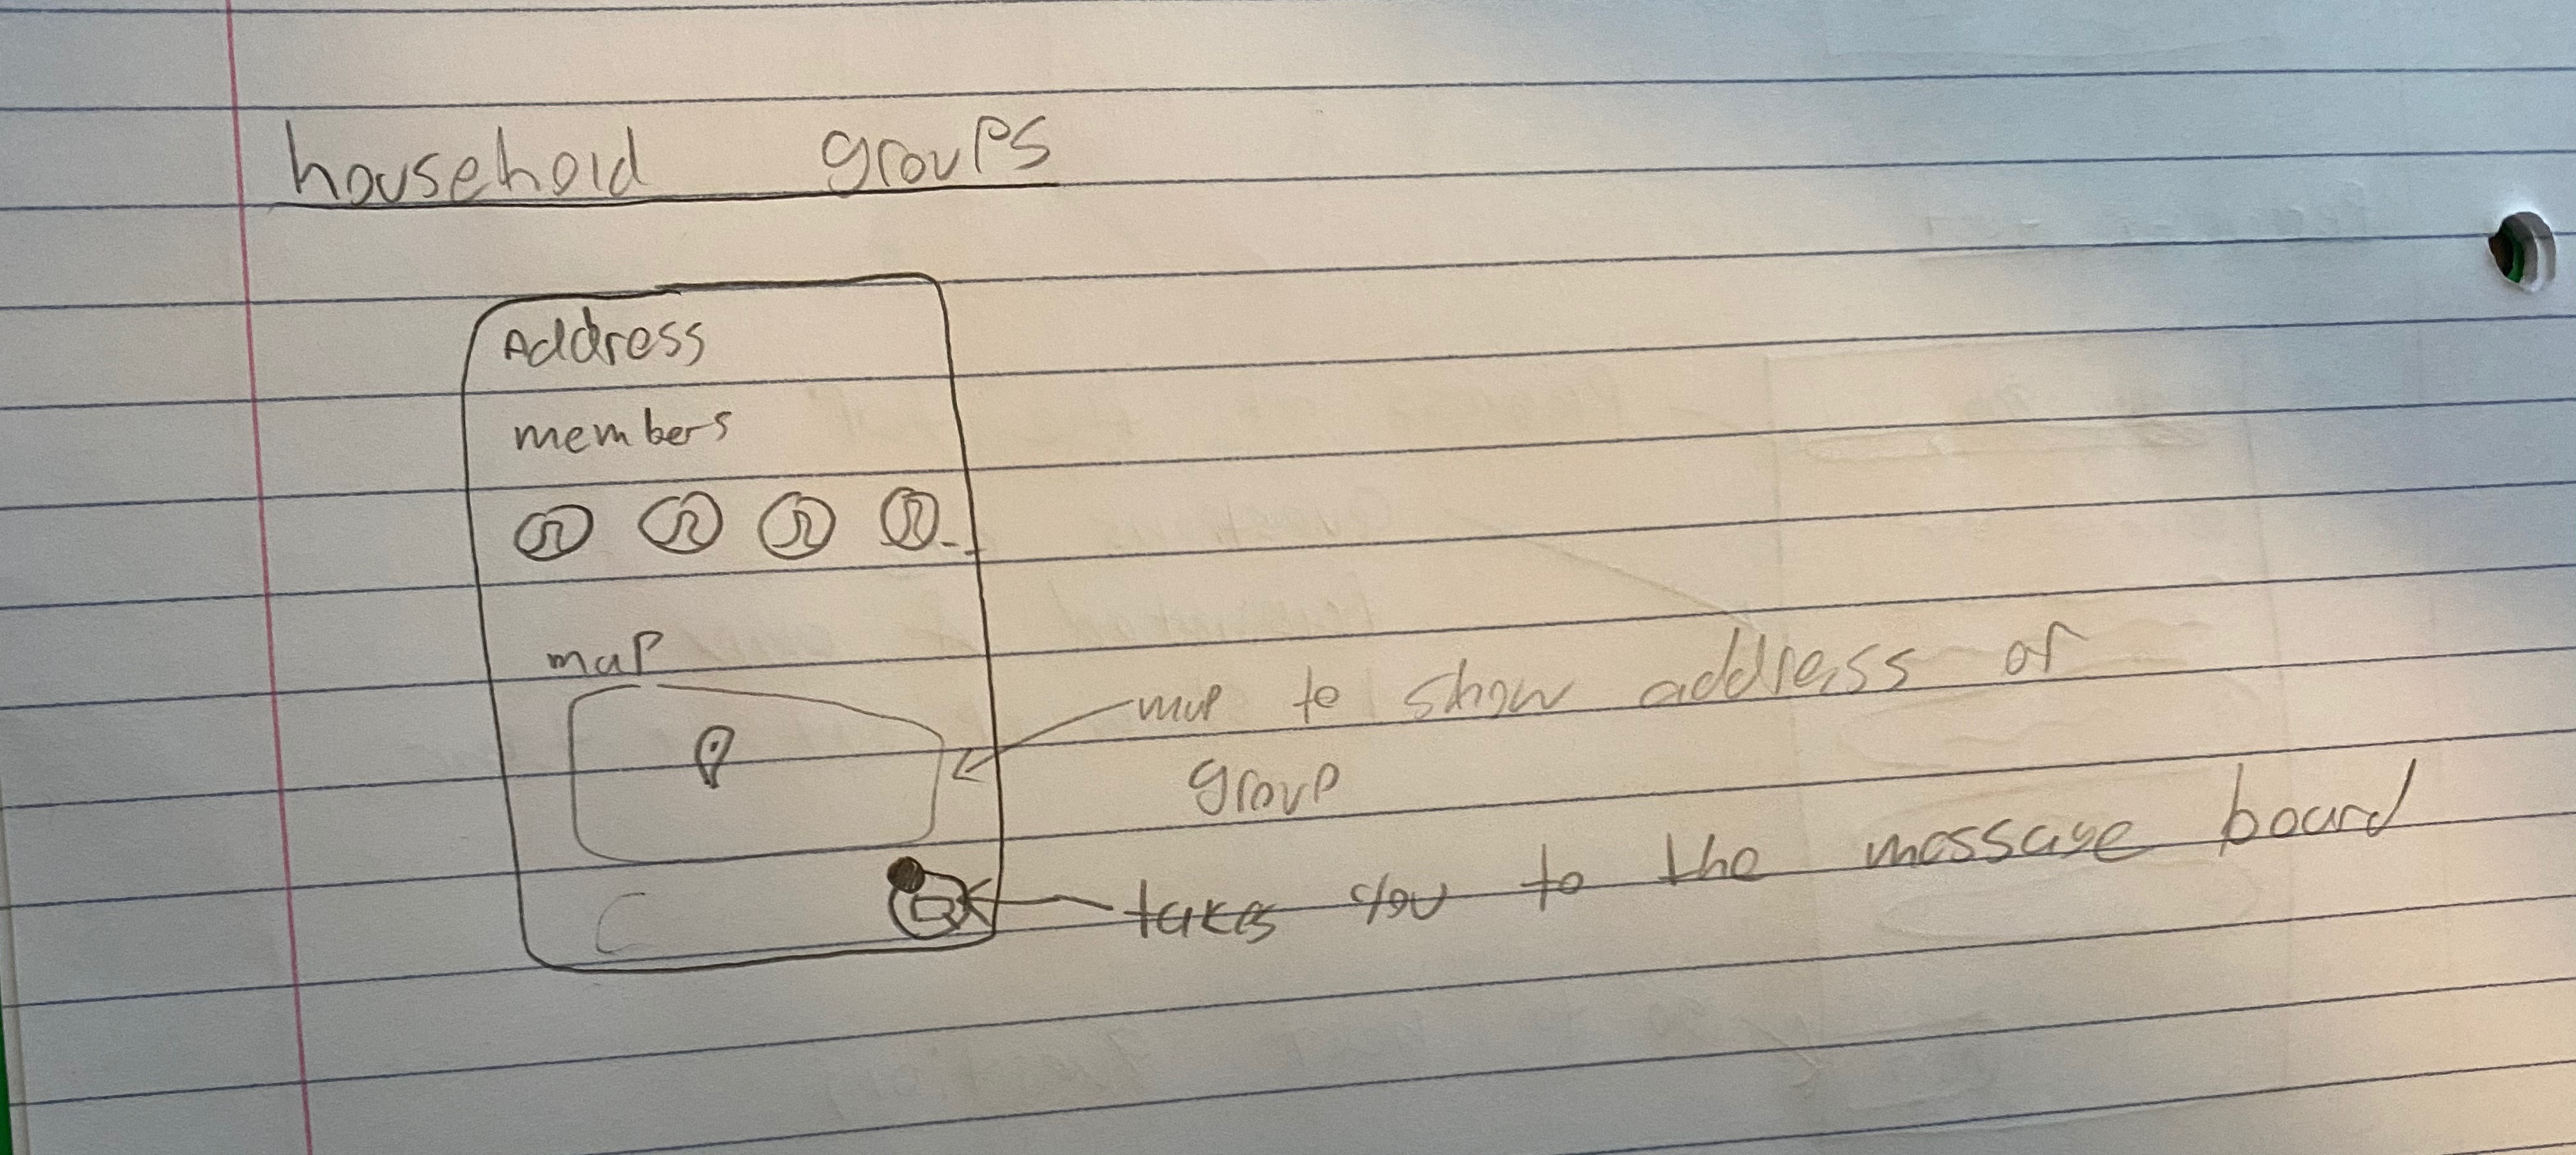 household groups
Address
members
map
map to show address of
group
takes you to the message board